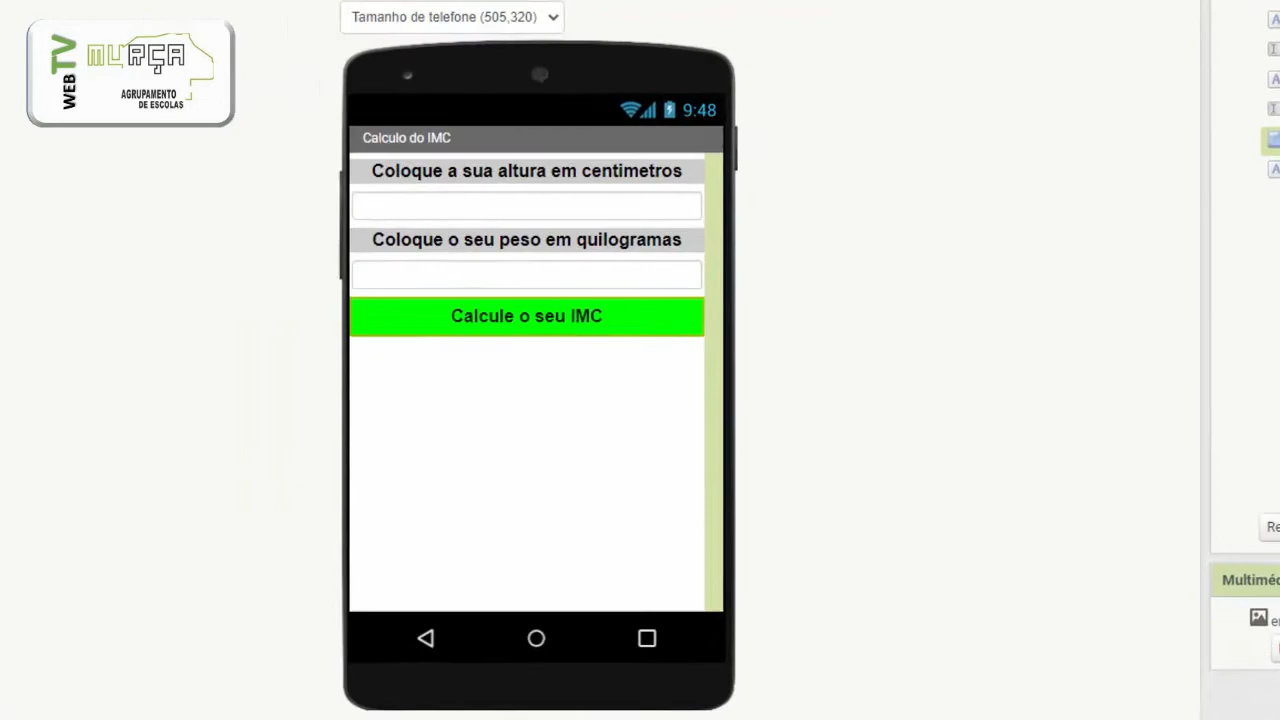 Tamanho de telefone (505,320)
WEB TV
MURÇA
AGRUPAMENTO
DE ESCOLAS
9:48
Calculo do IMC
Coloque a sua altura em centimetros
Coloque o seu peso em quilogramas
Calcule o seu IMC
Re
Multiméd